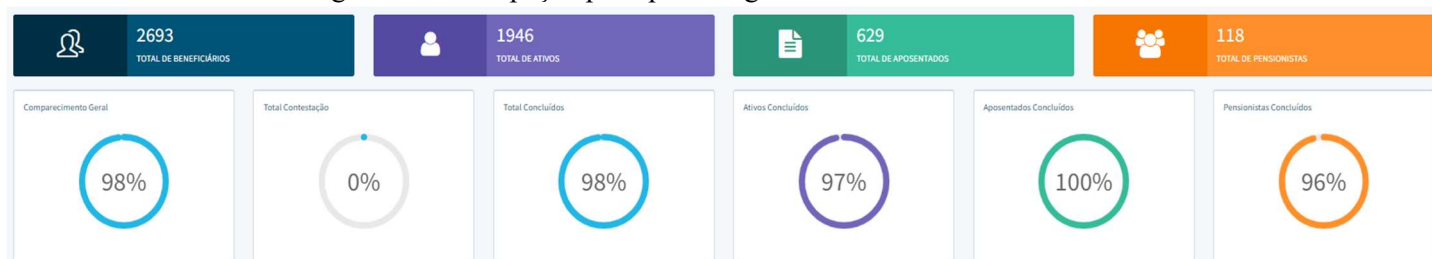 2693
TOTAL DE BENEFICIÁRIOS
1946
TOTAL DE ATIVOS
629
TOTAL DE APOSENTADOS
118
TOTAL DE PENSIONISTAS
Comparecimento Geral
98%
Total Contestação
0%
Total Concluídos
98%
Ativos Concluídos
97%
Aposentados Concluídos
100%
Pensionistas Concluídos
96%